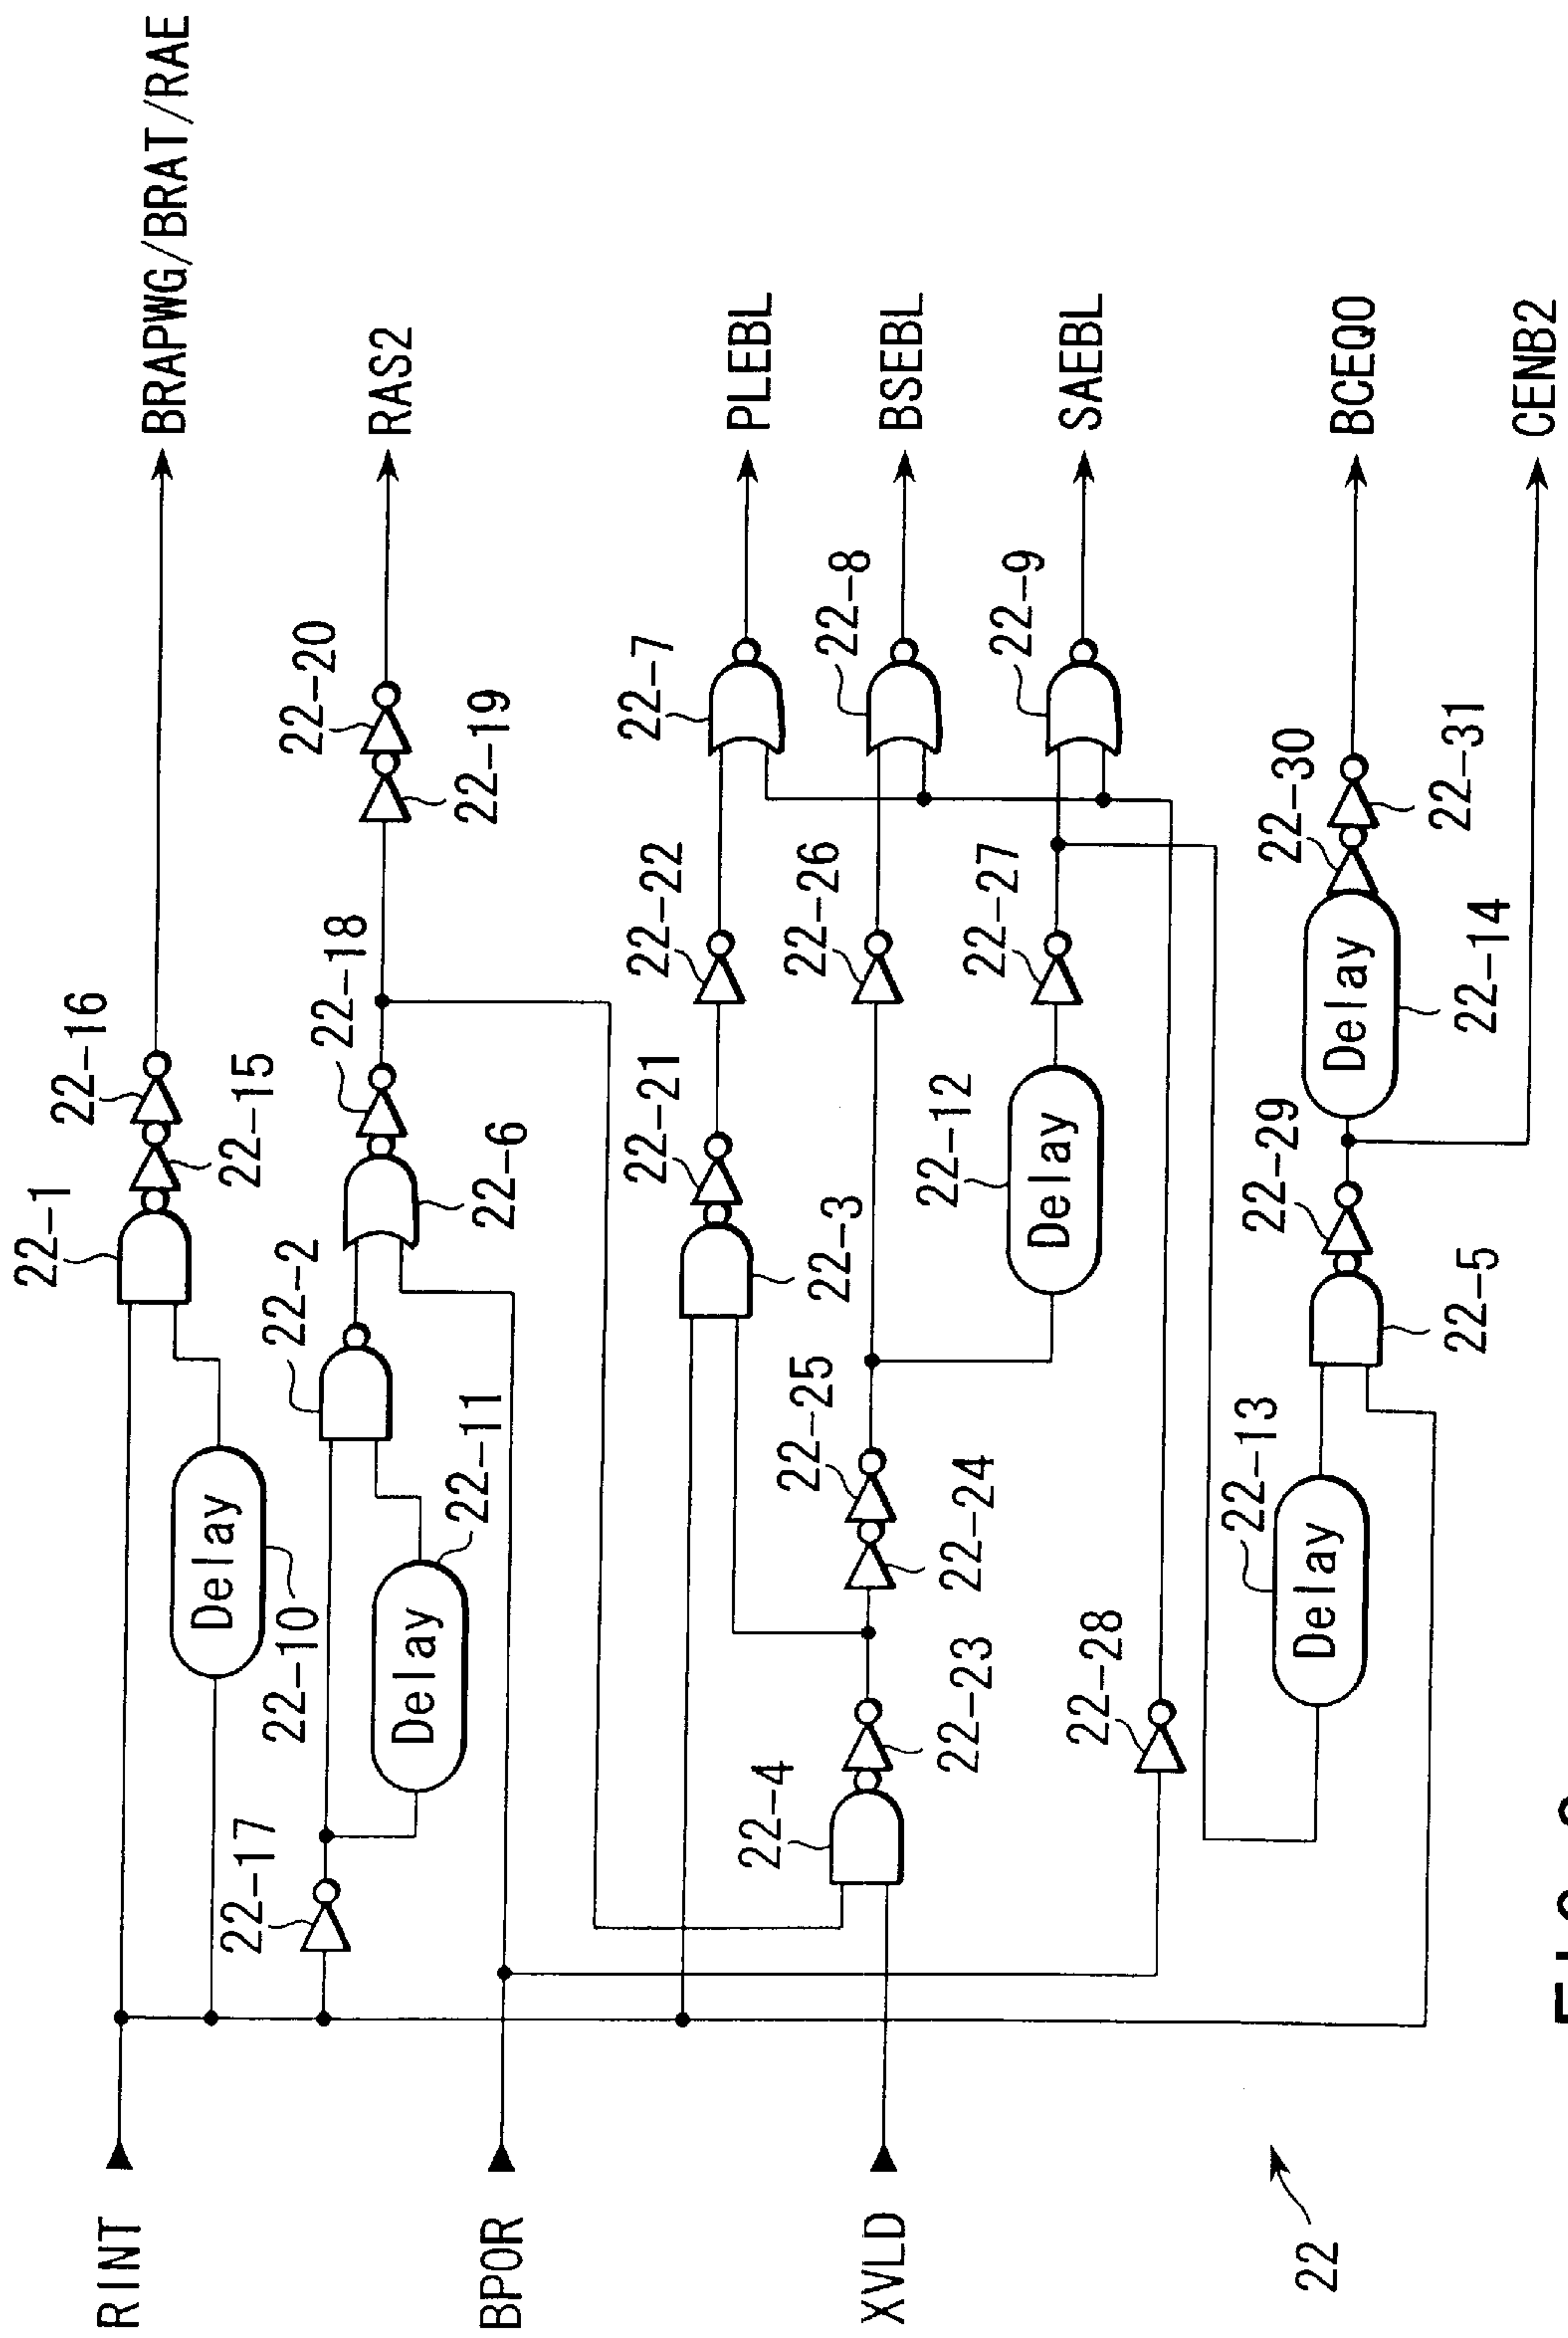 RINT
BPOR
XVLD
22
22-1
22-10
Delay
22-15
22-16
BRAPWG/BRAT/RAE
22-17
22-2
22-11
Delay
22-6
22-18
22-19
22-20
RAS2
22-3
22-21
22-22
22-7
PLEBL
22-4
22-23
22-24
22-25
22-26
22-8
BSEBL
22-12
Delay
22-27
22-9
SAEBL
22-28
22-13
Delay
22-5
22-29
22-14
Delay
22-30
22-31
BCEQ0
CENB2